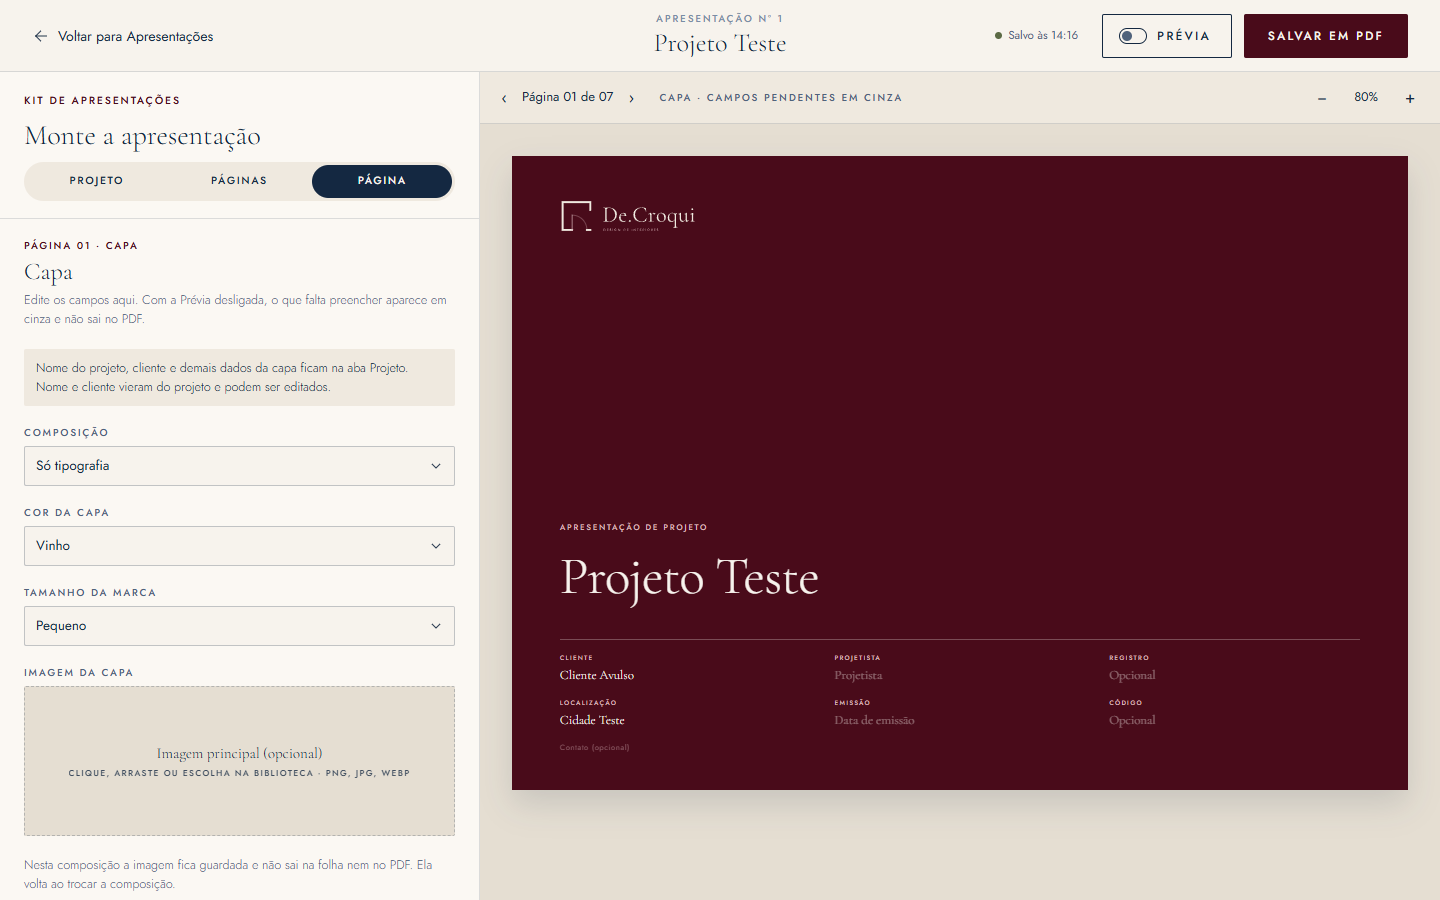 Voltar para Apresentações
APRESENTAÇÃO Nº 1
Projeto Teste
Salvo às 14:16
PRÉVIA
SALVAR EM PDF
KIT DE APRESENTAÇÕES
Monte a apresentação
PROJETO
PÁGINAS
PÁGINA
PÁGINA 01 · CAPA
Capa
Edite os campos aqui. Com a Prévia desligada, o que falta preencher aparece em
cinza e não sai no PDF.
Nome do projeto, cliente e demais dados da capa ficam na aba Projeto.
Nome e cliente vieram do projeto e podem ser editados.
COMPOSIÇÃO
Só tipografia
COR DA CAPA
Vinho
TAMANHO DA MARCA
Pequeno
IMAGEM DA CAPA
Imagem principal (opcional)
CLIQUE, ARRASTE OU ESCOLHA NA BIBLIOTECA · PNG, JPG, WEBP
Nesta composição a imagem fica guardada e não sai na folha nem no PDF. Ela
volta ao trocar a composição.
‹ Página 01 de 07 ›
CAPA · CAMPOS PENDENTES EM CINZA
− 80% +
De.Croqui
DESIGN DE INTERIORES
APRESENTAÇÃO DE PROJETO
Projeto Teste
CLIENTE
Cliente Avulso
PROJETISTA
Projetista
REGISTRO
Opcional
LOCALIZAÇÃO
Cidade Teste
EMISSÃO
Data de emissão
CÓDIGO
Opcional
Contato (opcional)